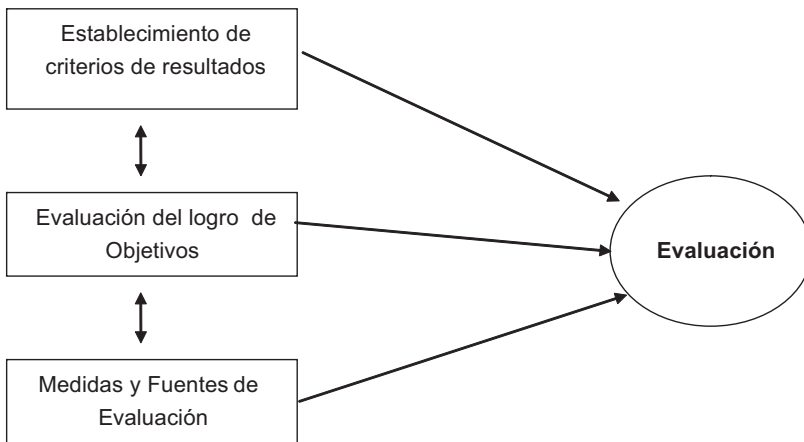 Establecimiento de
criterios de resultados
Evaluación del logro de
Objetivos
Medidas y Fuentes de
Evaluación
Evaluación